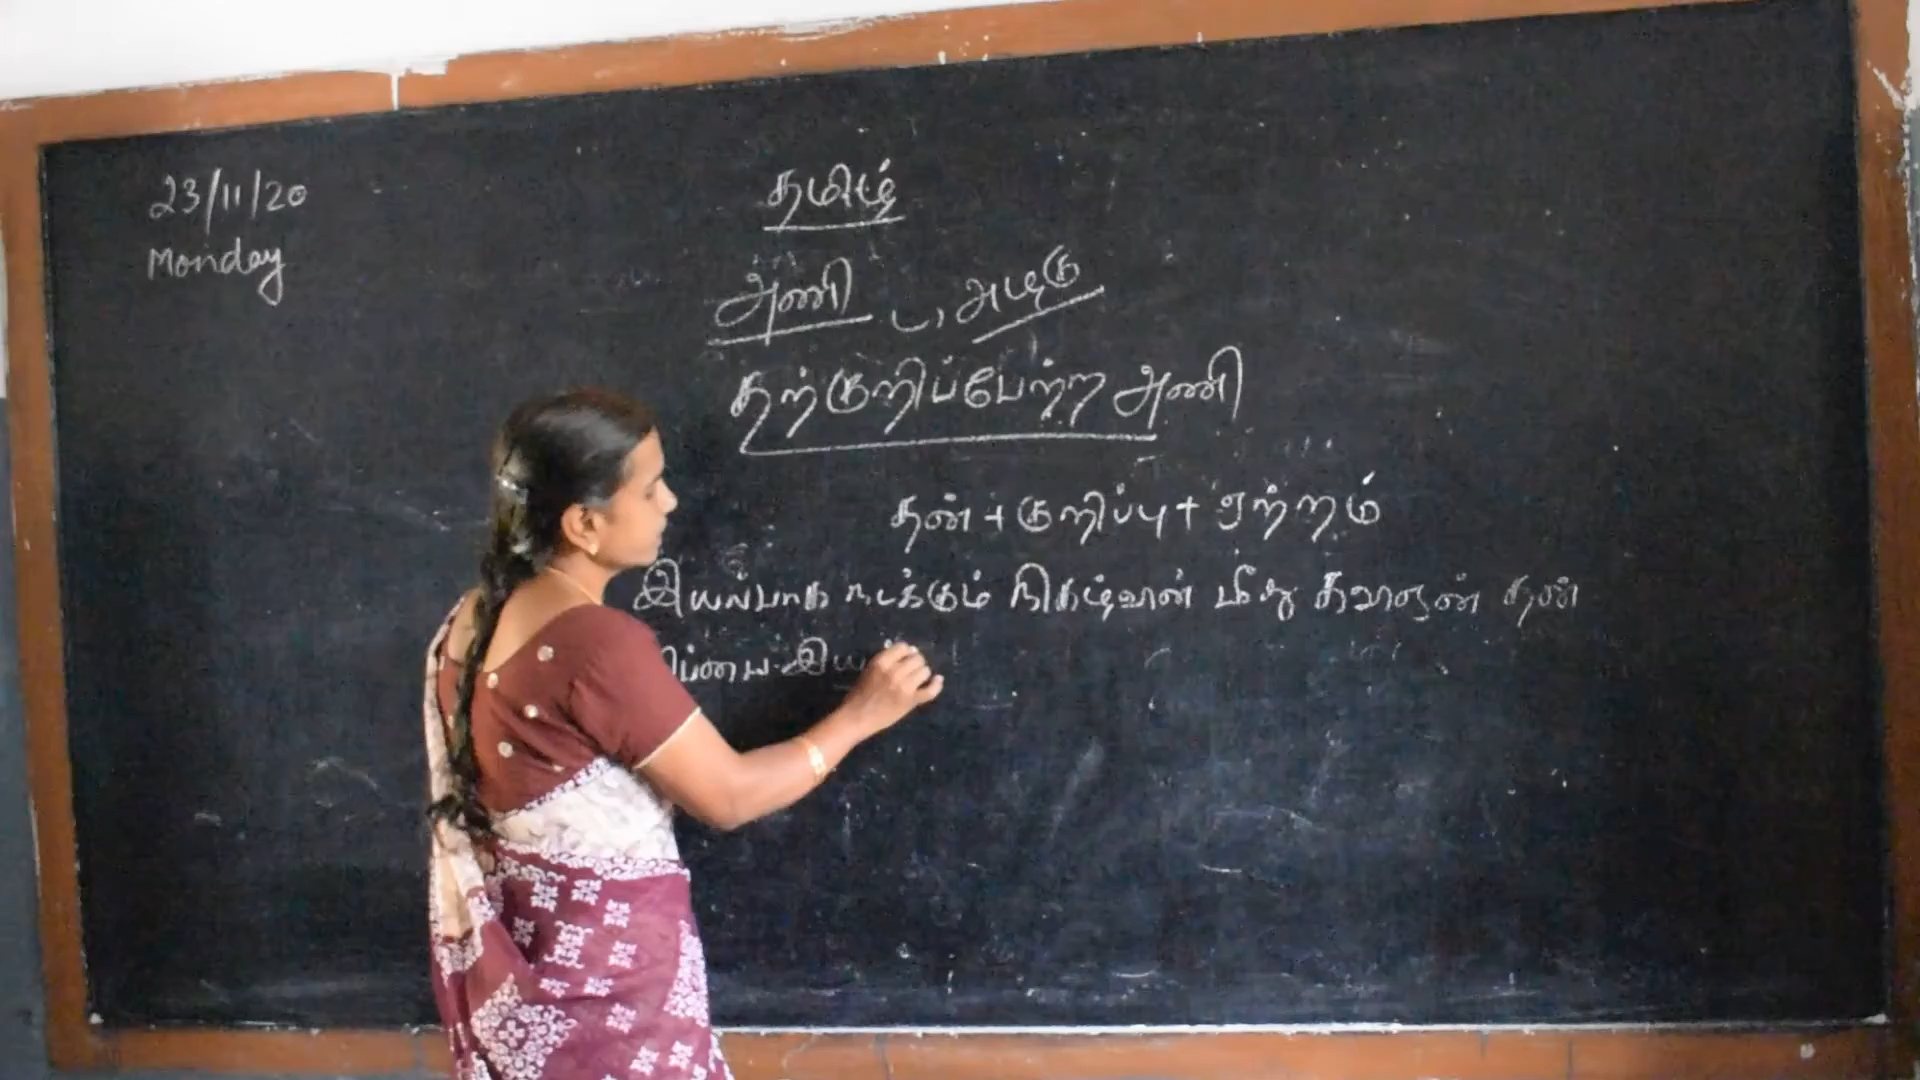 23/11/20
Monday
தமிழ்
அணி -> அழகு
தற்குறிப்பேற்ற அணி
தன் + குறிப்பு + ஏற்றம்
இயல்பாக நடக்கும் நிகழ்வின் மீது கவிஞன் தன்